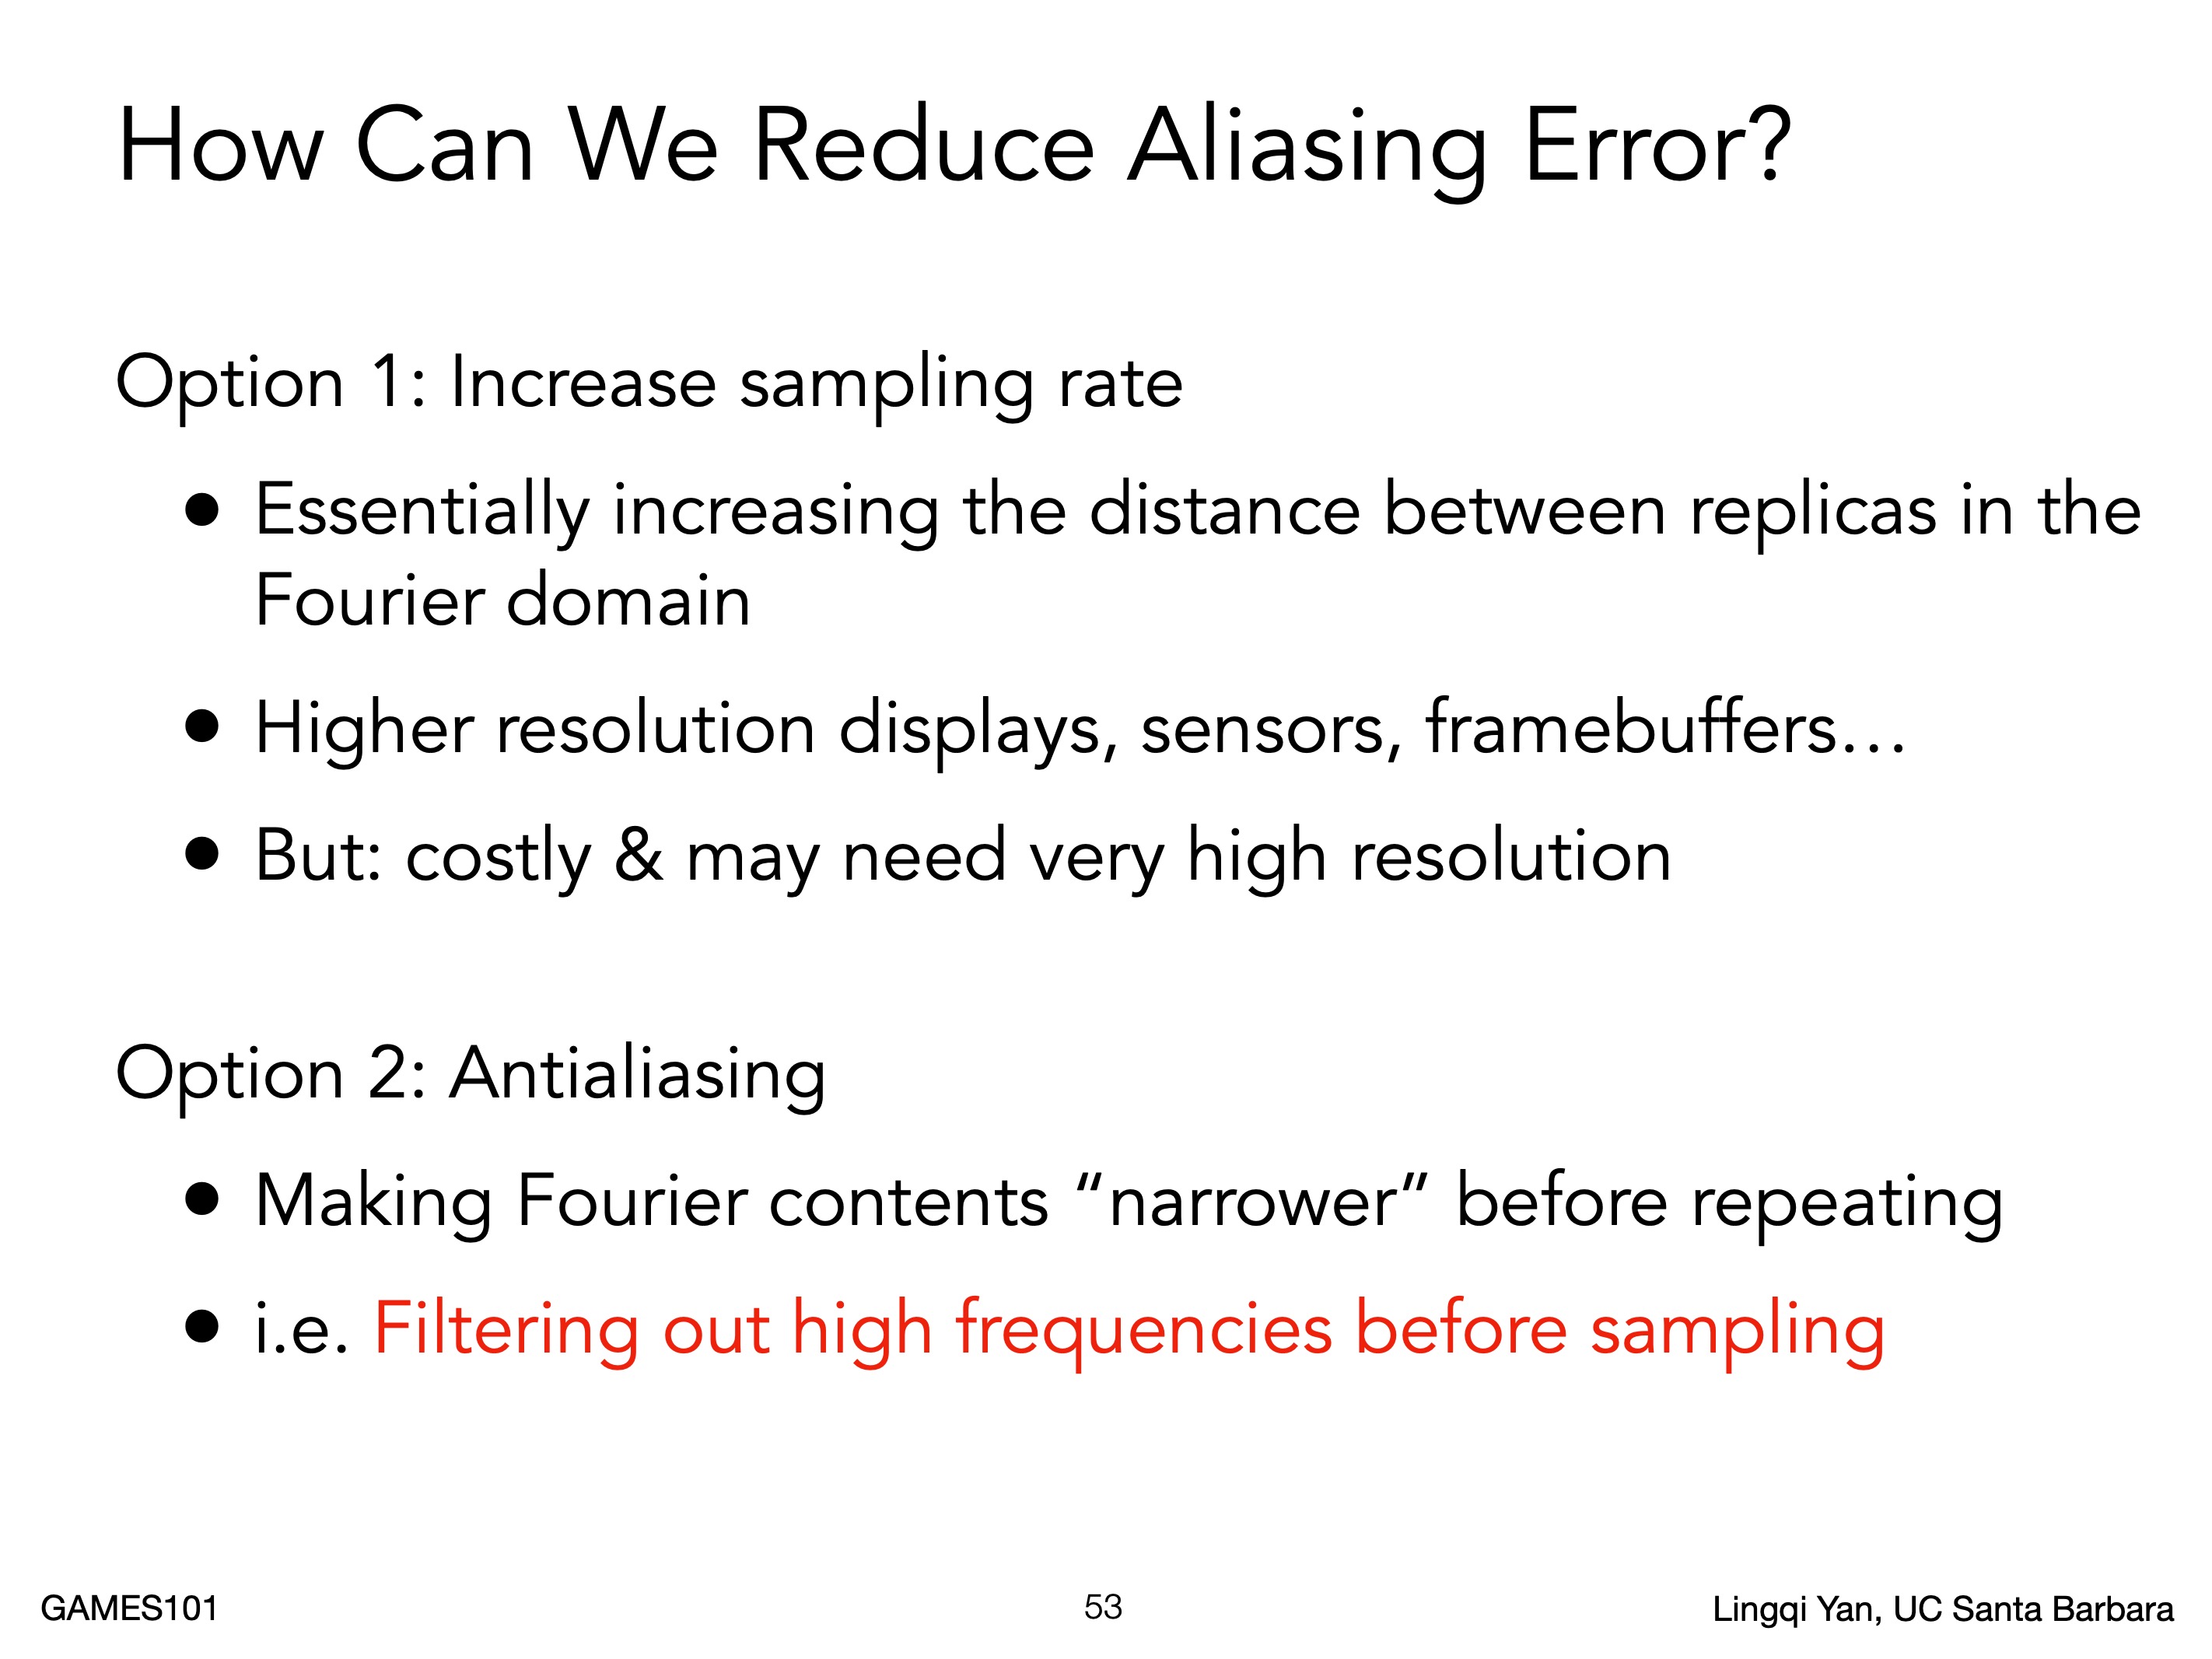 How Can We Reduce Aliasing Error?
Option 1: Increase sampling rate
● Essentially increasing the distance between replicas in the
Fourier domain
● Higher resolution displays, sensors, framebuffers…
● But: costly & may need very high resolution
Option 2: Antialiasing
● Making Fourier contents “narrower” before repeating
● i.e. Filtering out high frequencies before sampling
GAMES101
53
Lingqi Yan, UC Santa Barbara